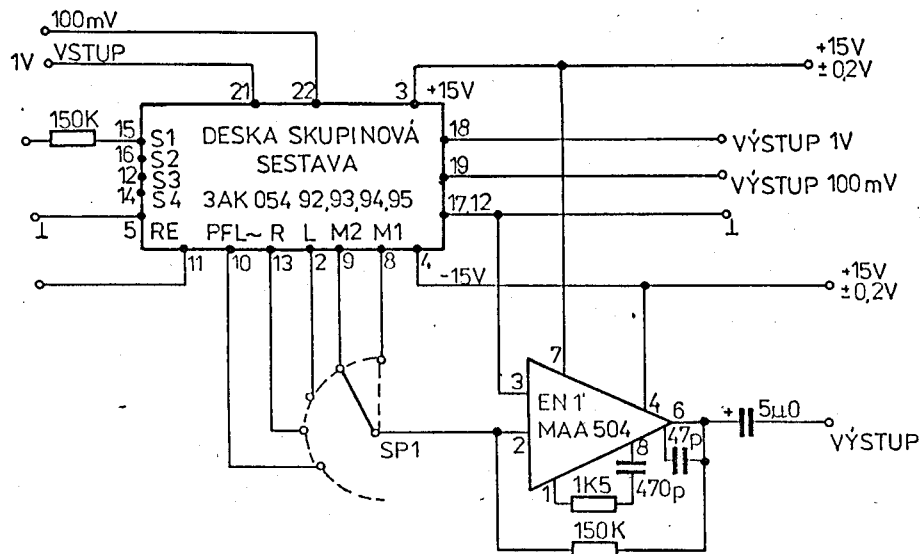 100mV
1V VSTUP
21 22 3 +15V
+15V
±0,2V
150K
15 S1
16 S2
12 S3
14 S4
5 RE
DESKA SKUPINOVÁ
SESTAVA
3AK 054 92,93,94,95
PFL~ R L M2 M1
18 VÝSTUP 1V
19 VÝSTUP 100mV
17,12
11 10 13 2 9 8 4
-15V
+15V
±0,2V
SP1
7
3
2
EN 1'
MAA 504
4
6
8
1
47p
+ 5µ0
VÝSTUP
1K5
470p
150K